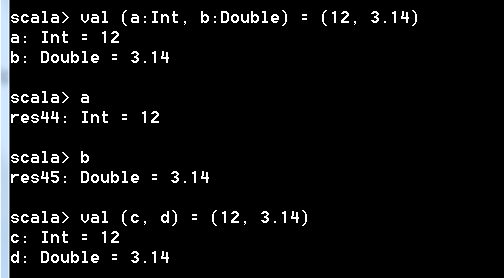 scala> val (a:Int, b:Double) = (12, 3.14)
a: Int = 12
b: Double = 3.14
scala> a
res44: Int = 12
scala> b
res45: Double = 3.14
scala> val (c, d) = (12, 3.14)
c: Int = 12
d: Double = 3.14